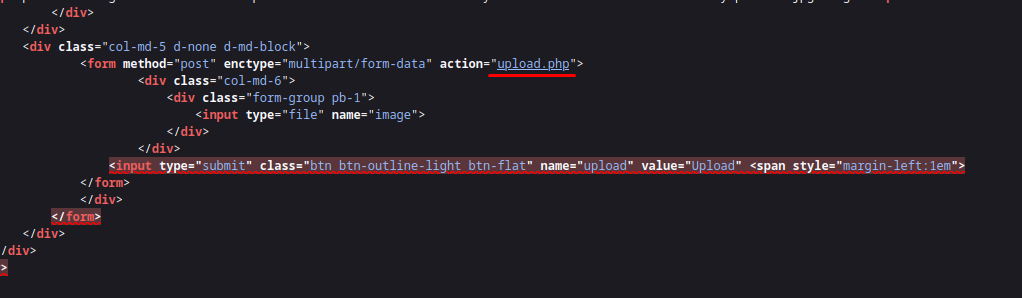 </div>
</div>
<div class="col-md-5 d-none d-md-block">
<form method="post" enctype="multipart/form-data" action="upload.php">
<div class="col-md-6">
<div class="form-group pb-1">
<input type="file" name="image">
</div>
</div>
<input type="submit" class="btn btn-outline-light btn-flat" name="upload" value="Upload" <span style="margin-left:1em">
</form>
</div>
</form>
</div>
/div>
>